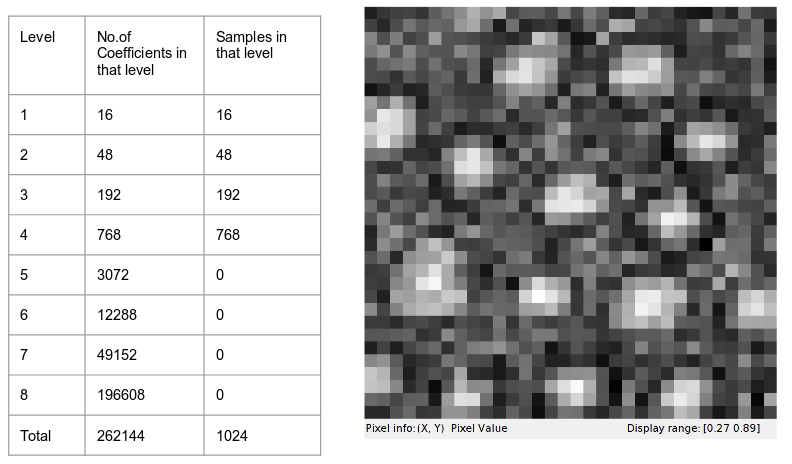 Level No.of Samples in
Coefficients in that level
that level
1 16 16
2 48 48
3 192 192
4 768 768
5 3072 0
6 12288 0
7 49152 0
8 196608 0
Total 262144 1024
Pixel info: (X, Y) Pixel Value Display range: [0.27 0.89]